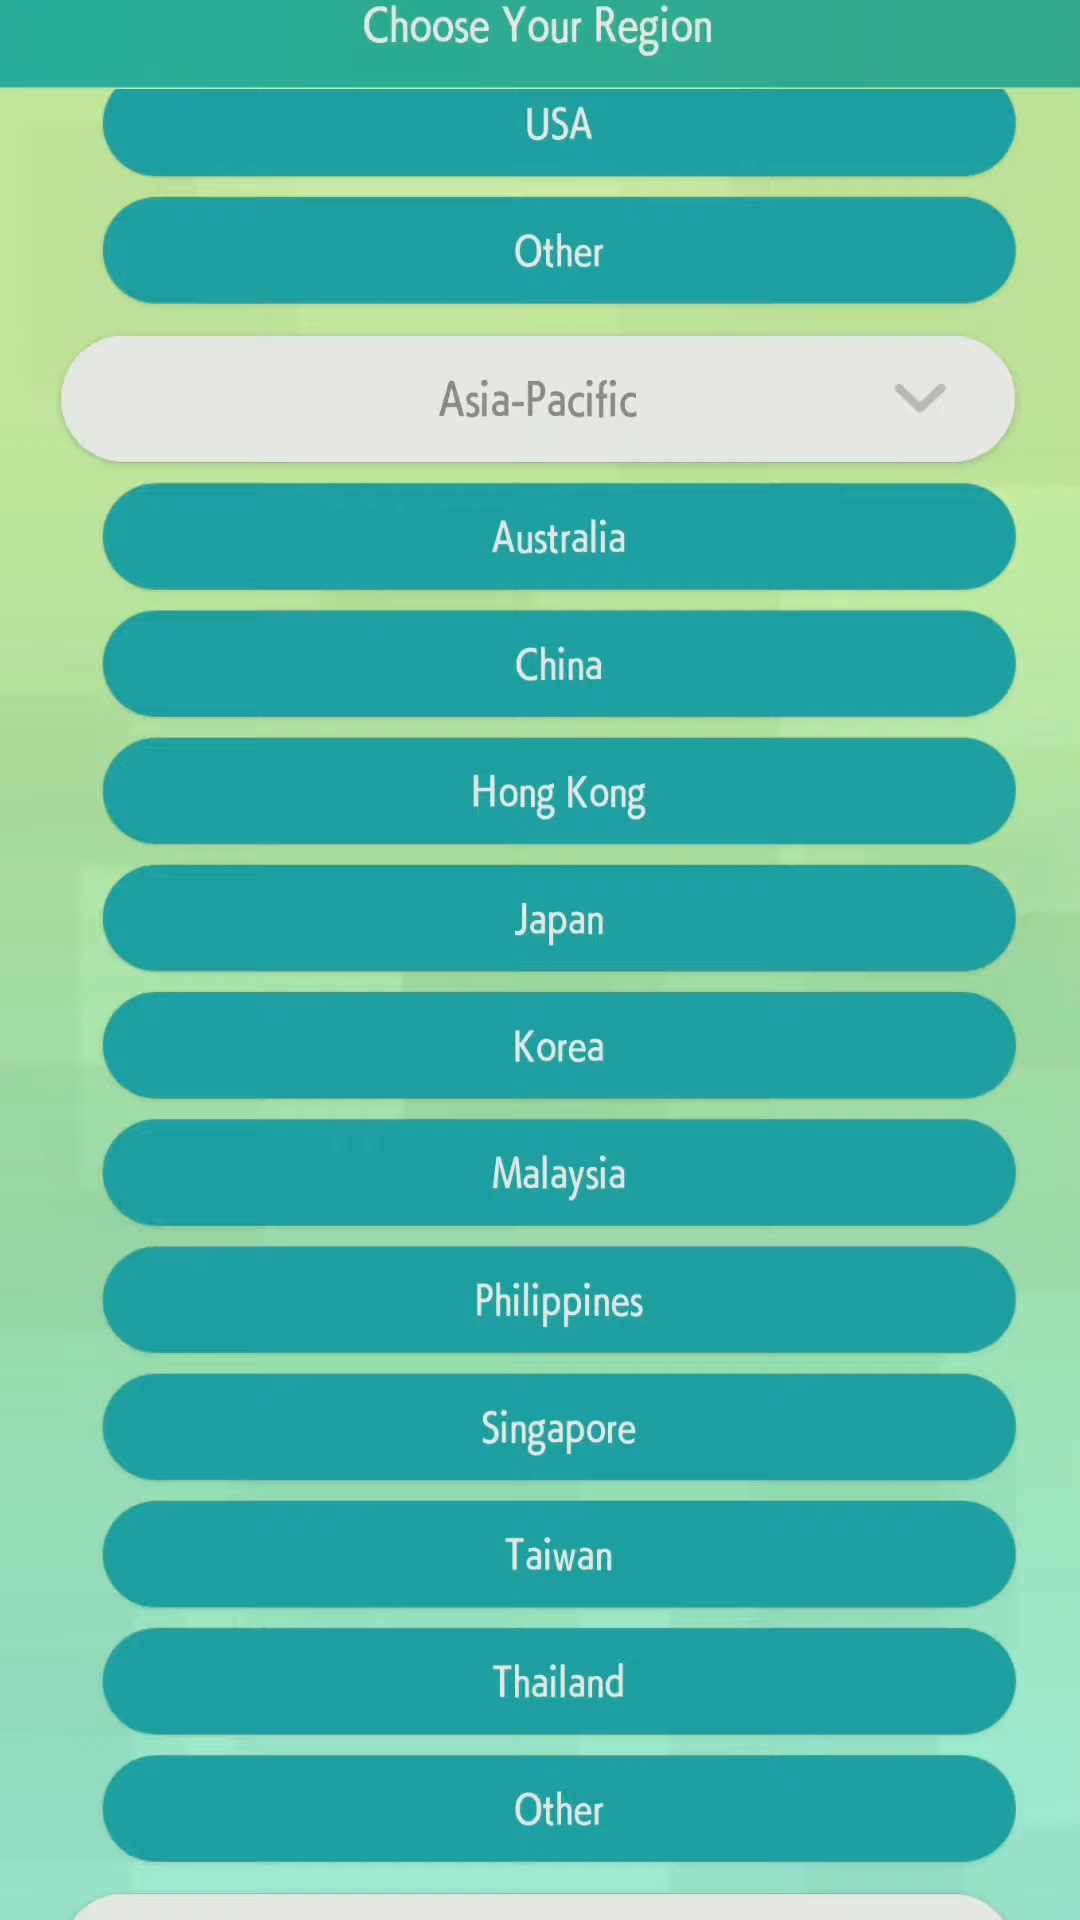 Choose Your Region
USA
Other
Asia-Pacific
Australia
China
Hong Kong
Japan
Korea
Malaysia
Philippines
Singapore
Taiwan
Thailand
Other